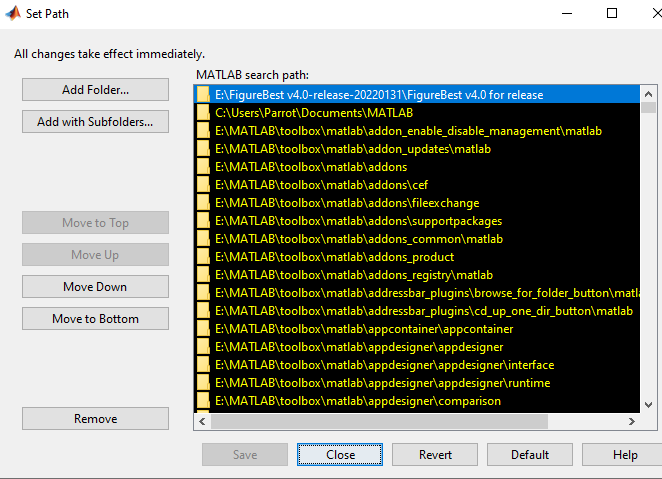 Set Path
All changes take effect immediately.
Add Folder...
Add with Subfolders...
Move to Top
Move Up
Move Down
Move to Bottom
Remove
MATLAB search path:
E:\FigureBest v4.0-release-20220131\FigureBest v4.0 for release
C:\Users\Parrot\Documents\MATLAB
E:\MATLAB\toolbox\matlab\addon_enable_disable_management\matlab
E:\MATLAB\toolbox\matlab\addon_updates\matlab
E:\MATLAB\toolbox\matlab\addons
E:\MATLAB\toolbox\matlab\addons\cef
E:\MATLAB\toolbox\matlab\addons\fileexchange
E:\MATLAB\toolbox\matlab\addons\supportpackages
E:\MATLAB\toolbox\matlab\addons_common\matlab
E:\MATLAB\toolbox\matlab\addons_product
E:\MATLAB\toolbox\matlab\addons_registry\matlab
E:\MATLAB\toolbox\matlab\addressbar_plugins\browse_for_folder_button\matla
E:\MATLAB\toolbox\matlab\addressbar_plugins\cd_up_one_dir_button\matlab
E:\MATLAB\toolbox\matlab\appcontainer\appcontainer
E:\MATLAB\toolbox\matlab\appdesigner\appdesigner
E:\MATLAB\toolbox\matlab\appdesigner\appdesigner\interface
E:\MATLAB\toolbox\matlab\appdesigner\appdesigner\runtime
E:\MATLAB\toolbox\matlab\appdesigner\comparison
Save
Close
Revert
Default
Help